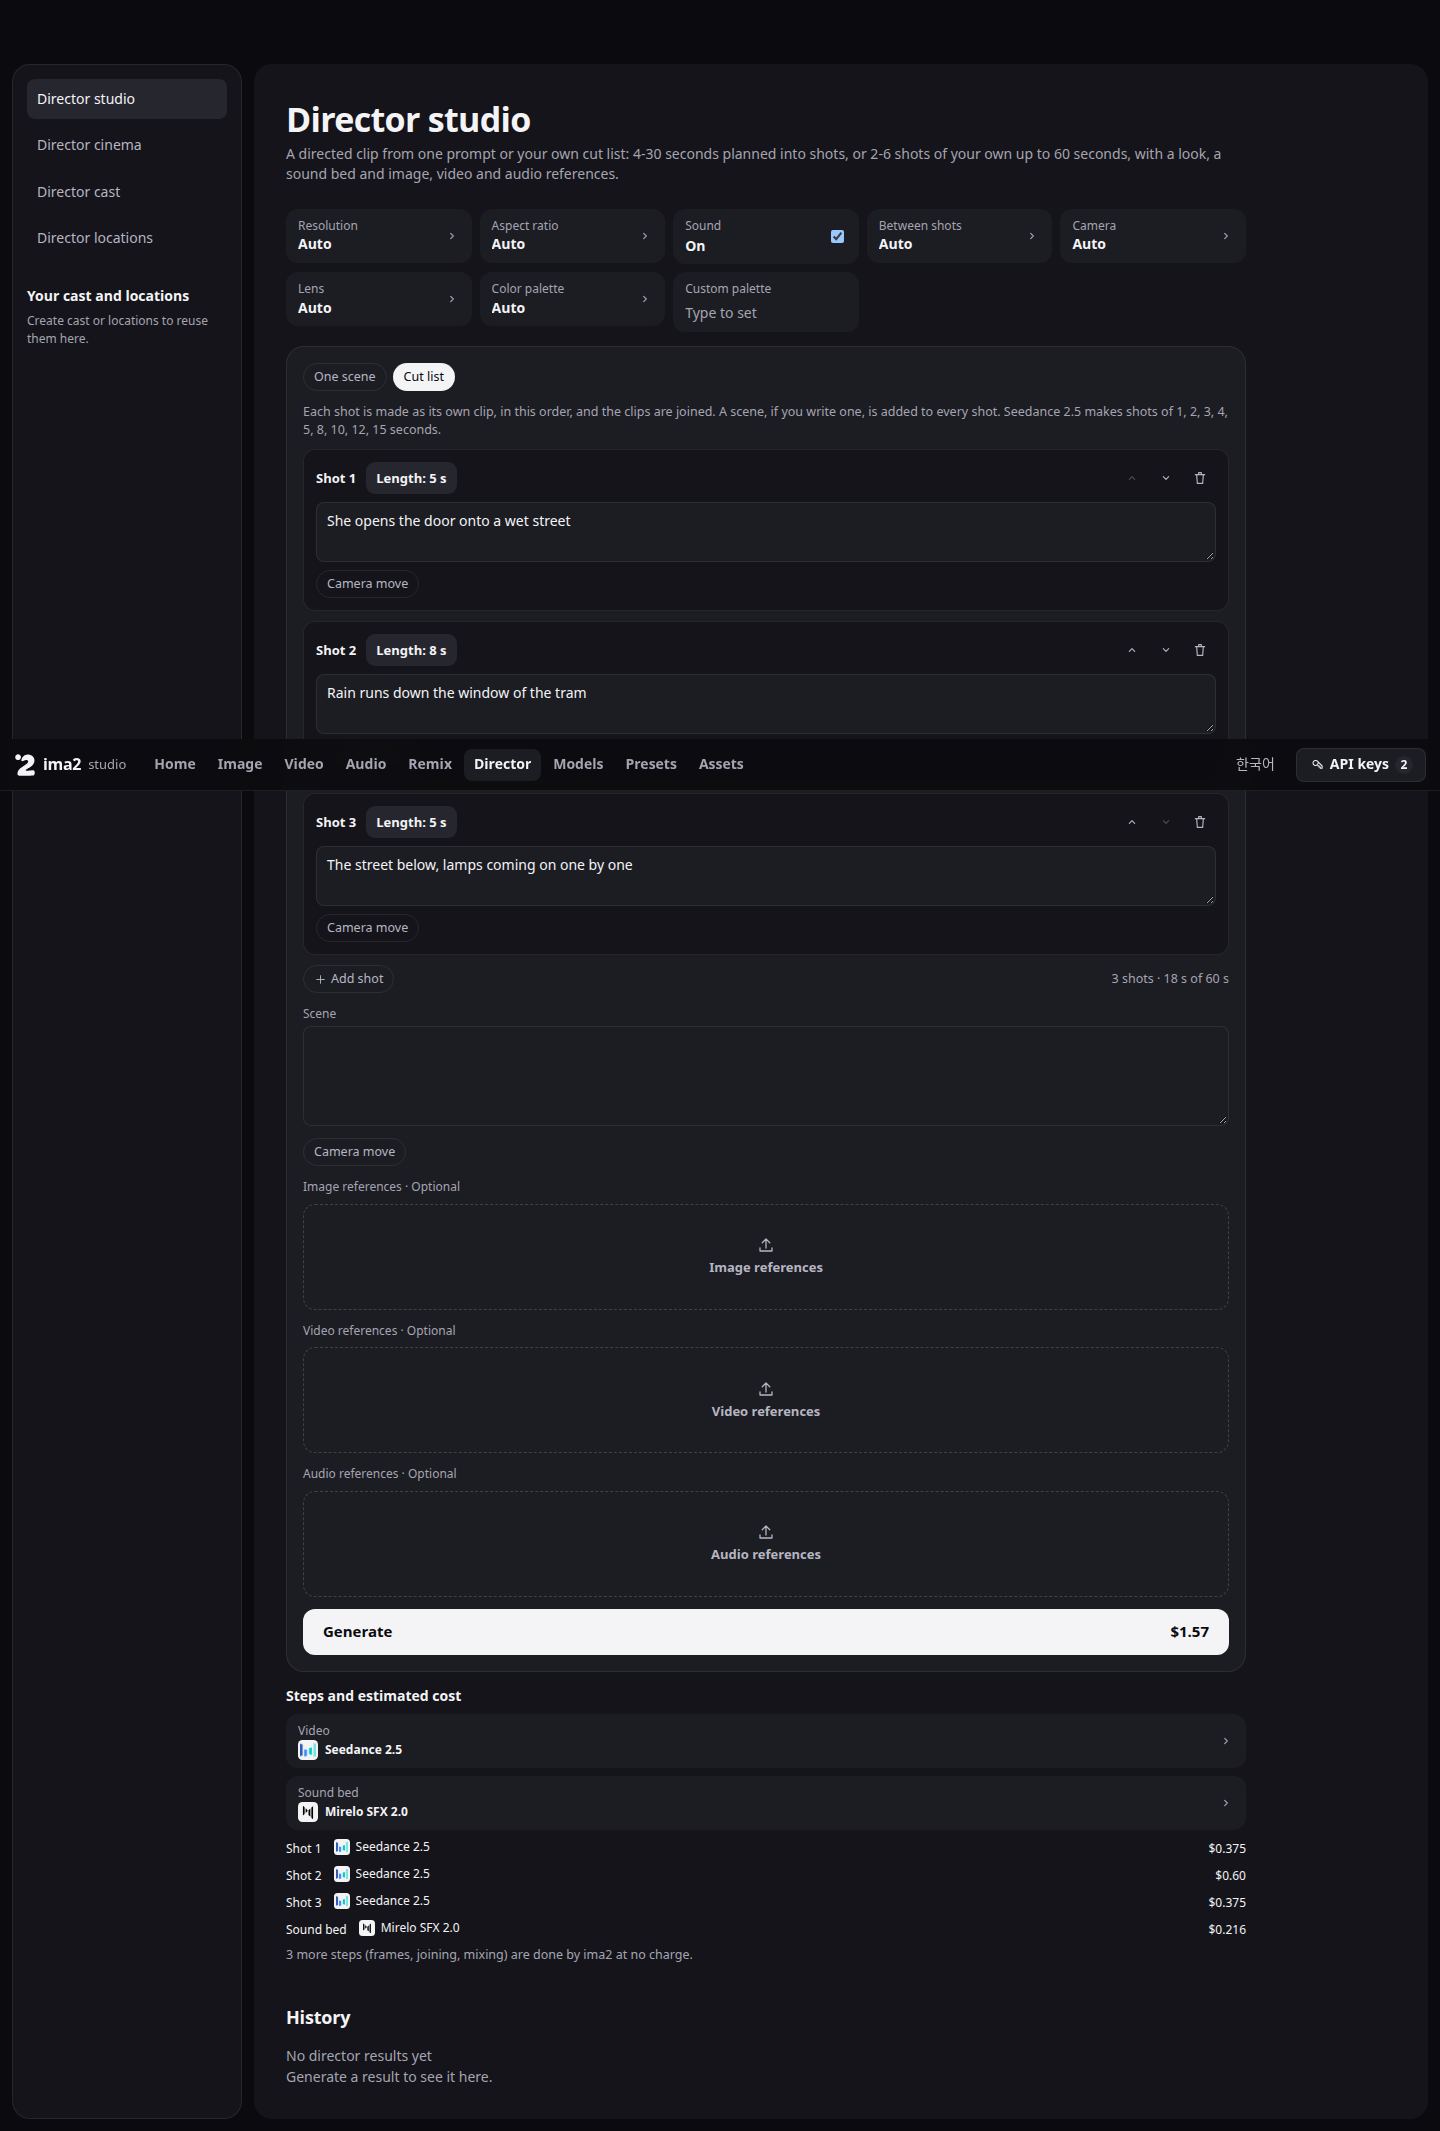 Director studio
Director cinema
Director cast
Director locations
Your cast and locations
Create cast or locations to reuse
them here.
Director studio
A directed clip from one prompt or your own cut list: 4-30 seconds planned into shots, or 2-6 shots of your own up to 60 seconds, with a look, a
sound bed and image, video and audio references.
Resolution
Auto
Aspect ratio
Auto
Sound
On
Between shots
Auto
Camera
Auto
Lens
Auto
Color palette
Auto
Custom palette
Type to set
One scene
Cut list
Each shot is made as its own clip, in this order, and the clips are joined. A scene, if you write one, is added to every shot. Seedance 2.5 makes shots of 1, 2, 3, 4,
5, 8, 10, 12, 15 seconds.
Shot 1 Length: 5 s
She opens the door onto a wet street
Camera move
Shot 2 Length: 8 s
Rain runs down the window of the tram
ima2 studio Home Image Video Audio Remix Director Models Presets Assets 한국어 API keys 2
Shot 3 Length: 5 s
The street below, lamps coming on one by one
Camera move
Add shot 3 shots · 18 s of 60 s
Scene
Camera move
Image references · Optional
Image references
Video references · Optional
Video references
Audio references · Optional
Audio references
Generate $1.57
Steps and estimated cost
Video
Seedance 2.5
Sound bed
Mirelo SFX 2.0
Shot 1 Seedance 2.5 $0.375
Shot 2 Seedance 2.5 $0.60
Shot 3 Seedance 2.5 $0.375
Sound bed Mirelo SFX 2.0 $0.216
3 more steps (frames, joining, mixing) are done by ima2 at no charge.
History
No director results yet
Generate a result to see it here.